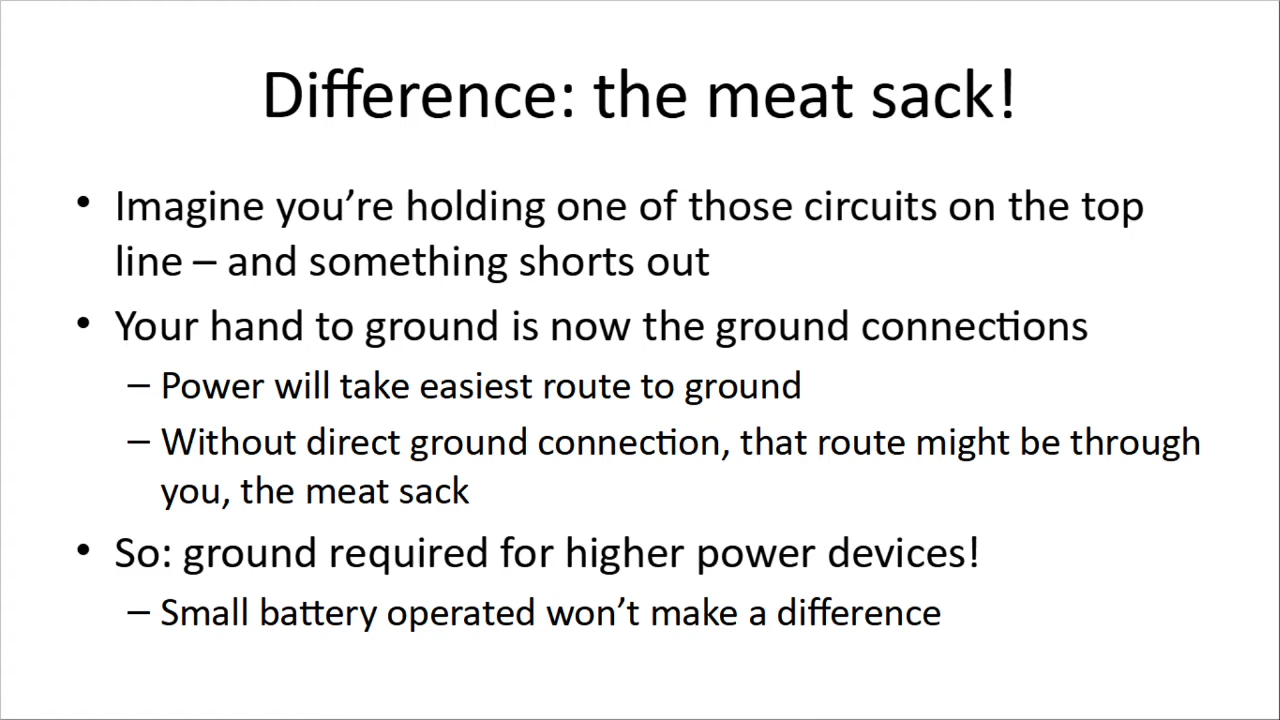 Difference: the meat sack!
• Imagine you’re holding one of those circuits on the top
line – and something shorts out
• Your hand to ground is now the ground connections
– Power will take easiest route to ground
– Without direct ground connection, that route might be through
you, the meat sack
• So: ground required for higher power devices!
– Small battery operated won’t make a difference